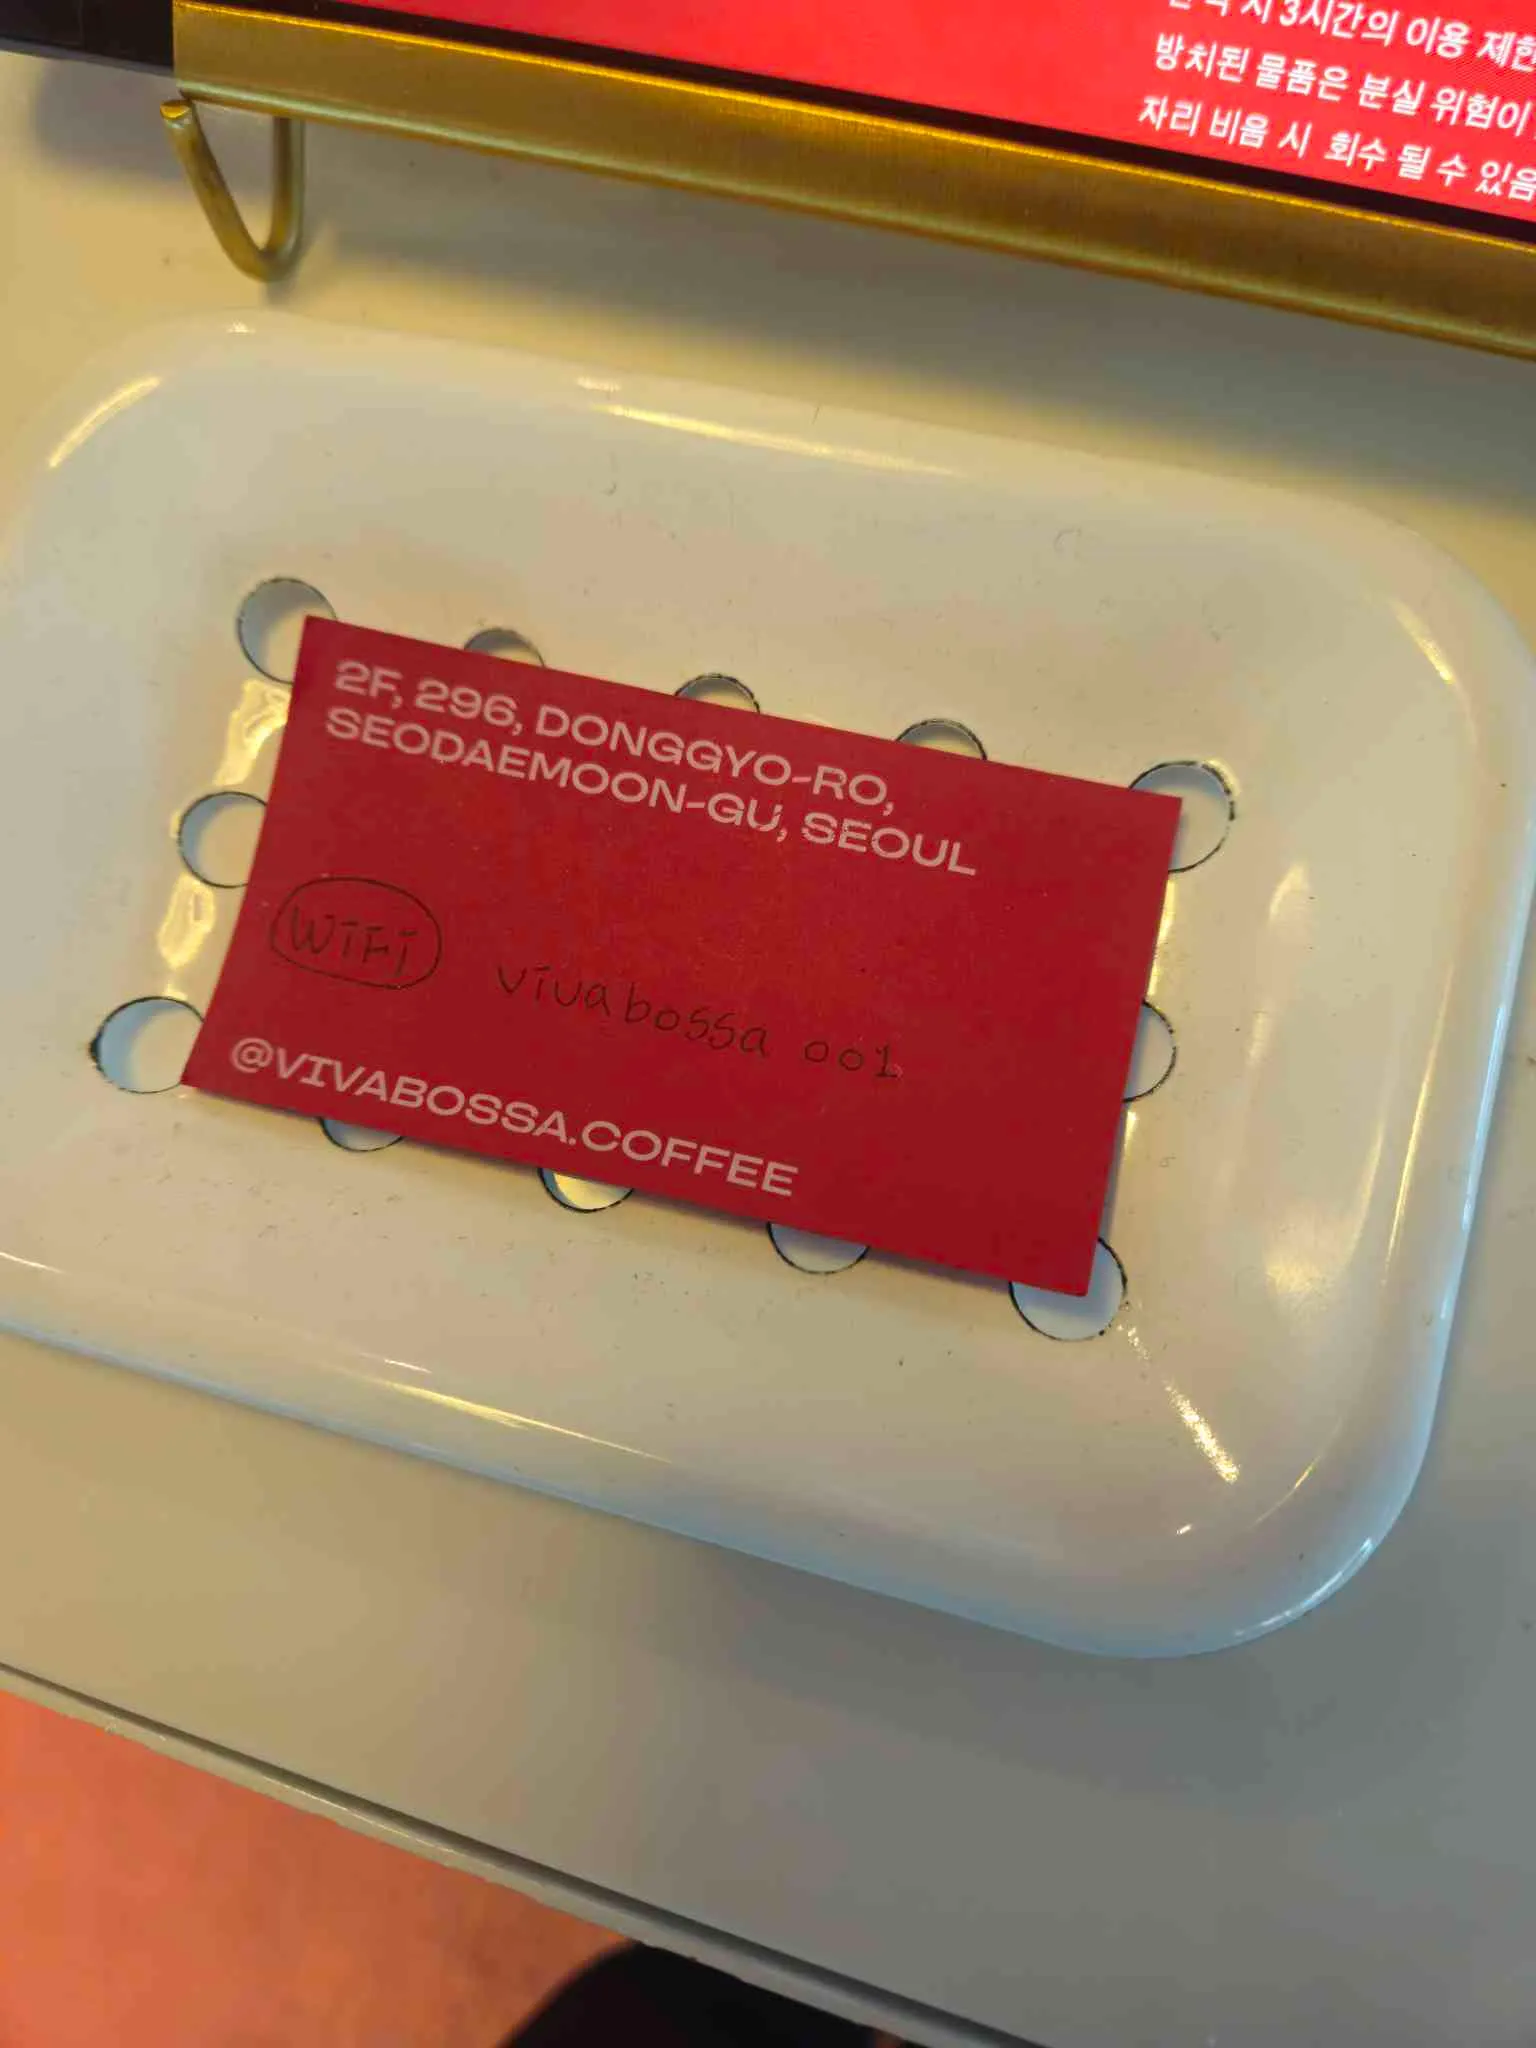 시 3시간의 이용 제한
방치된 물품은 분실 위험이
자리 비움 시 회수 될 수 있음
2F, 296, DONGGYO-RO,
SEODAEMOON-GU, SEOUL
WiFi vivabossa 001
@VIVABOSSA.COFFEE